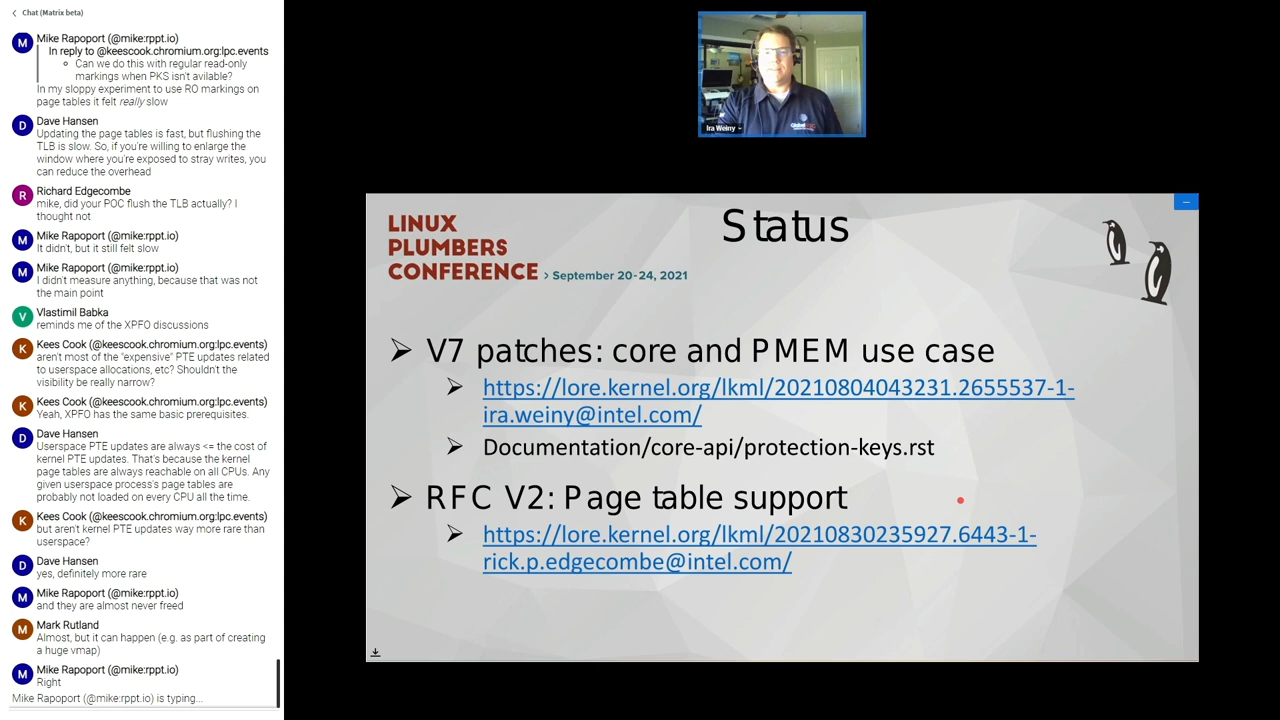 Chat (Matrix beta)
M
Mike Rapoport (@mike:rppt.io)
In reply to @keescook.chromium.org:lpc.events
Can we do this with regular read-only
markings when PKS isn't avilable?
In my sloppy experiment to use RO markings on
page tables it felt really slow
D
Dave Hansen
Updating the page tables is fast, but flushing the
TLB is slow. So, if you're willing to enlarge the
window where you're exposed to stray writes, you
can reduce the overhead
R
Richard Edgecombe
mike, did your POC flush the TLB actually? I
thought not
M
Mike Rapoport (@mike:rppt.io)
It didn't, but it still felt slow
M
Mike Rapoport (@mike:rppt.io)
I didn't measure anything, because that was not
the main point
V
Vlastimil Babka
reminds me of the XPFO discussions
K
Kees Cook (@keescook.chromium.org:lpc.events)
aren't most of the "expensive" PTE updates related
to userspace allocations, etc? Shouldn't the
visibility be really narrow?
K
Kees Cook (@keescook.chromium.org:lpc.events)
Yeah, XPFO has the same basic prerequisites.
D
Dave Hansen
Userspace PTE updates are always <= the cost of
kernel PTE updates. That's because the kernel
page tables are always reachable on all CPUs. Any
given userspace process's page tables are
probably not loaded on every CPU all the time.
K
Kees Cook (@keescook.chromium.org:lpc.events)
but aren't kernel PTE updates way more rare than
userspace?
D
Dave Hansen
yes, definitely more rare
M
Mike Rapoport (@mike:rppt.io)
and they are almost never freed
M
Mark Rutland
Almost, but it can happen (e.g. as part of creating
a huge vmap)
M
Mike Rapoport (@mike:rppt.io)
Right
Mike Rapoport (@mike:rppt.io) is typing...
Ira Weiny
LINUX
PLUMBERS
CONFERENCE > September 20-24, 2021
Status
V7 patches: core and PMEM use case
https://lore.kernel.org/lkml/20210804043231.2655537-1-
ira.weiny@intel.com/
Documentation/core-api/protection-keys.rst
RFC V2: Page table support
https://lore.kernel.org/lkml/20210830235927.6443-1-
rick.p.edgecombe@intel.com/